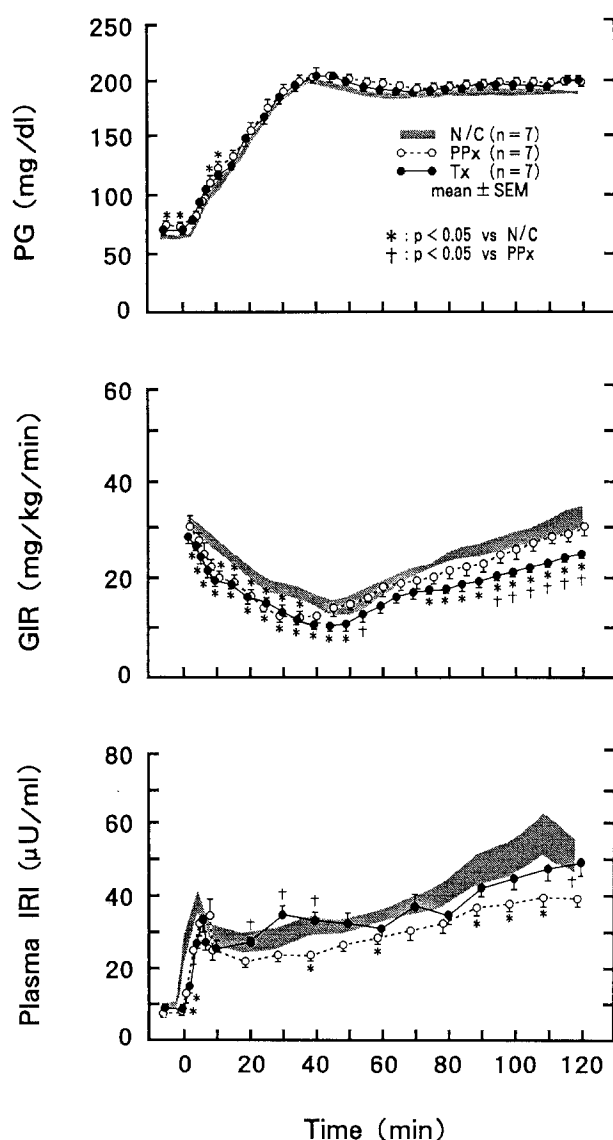 250
200
150
100
50
0
PG (mg/dl)
N/C (n=7)
PPx (n=7)
Tx (n=7)
mean ± SEM
* : p < 0.05 vs N/C
† : p < 0.05 vs PPx
60
40
20
0
GIR (mg/kg/min)
80
60
40
20
0
Plasma IRI (μU/ml)
0 20 40 60 80 100 120
Time (min)